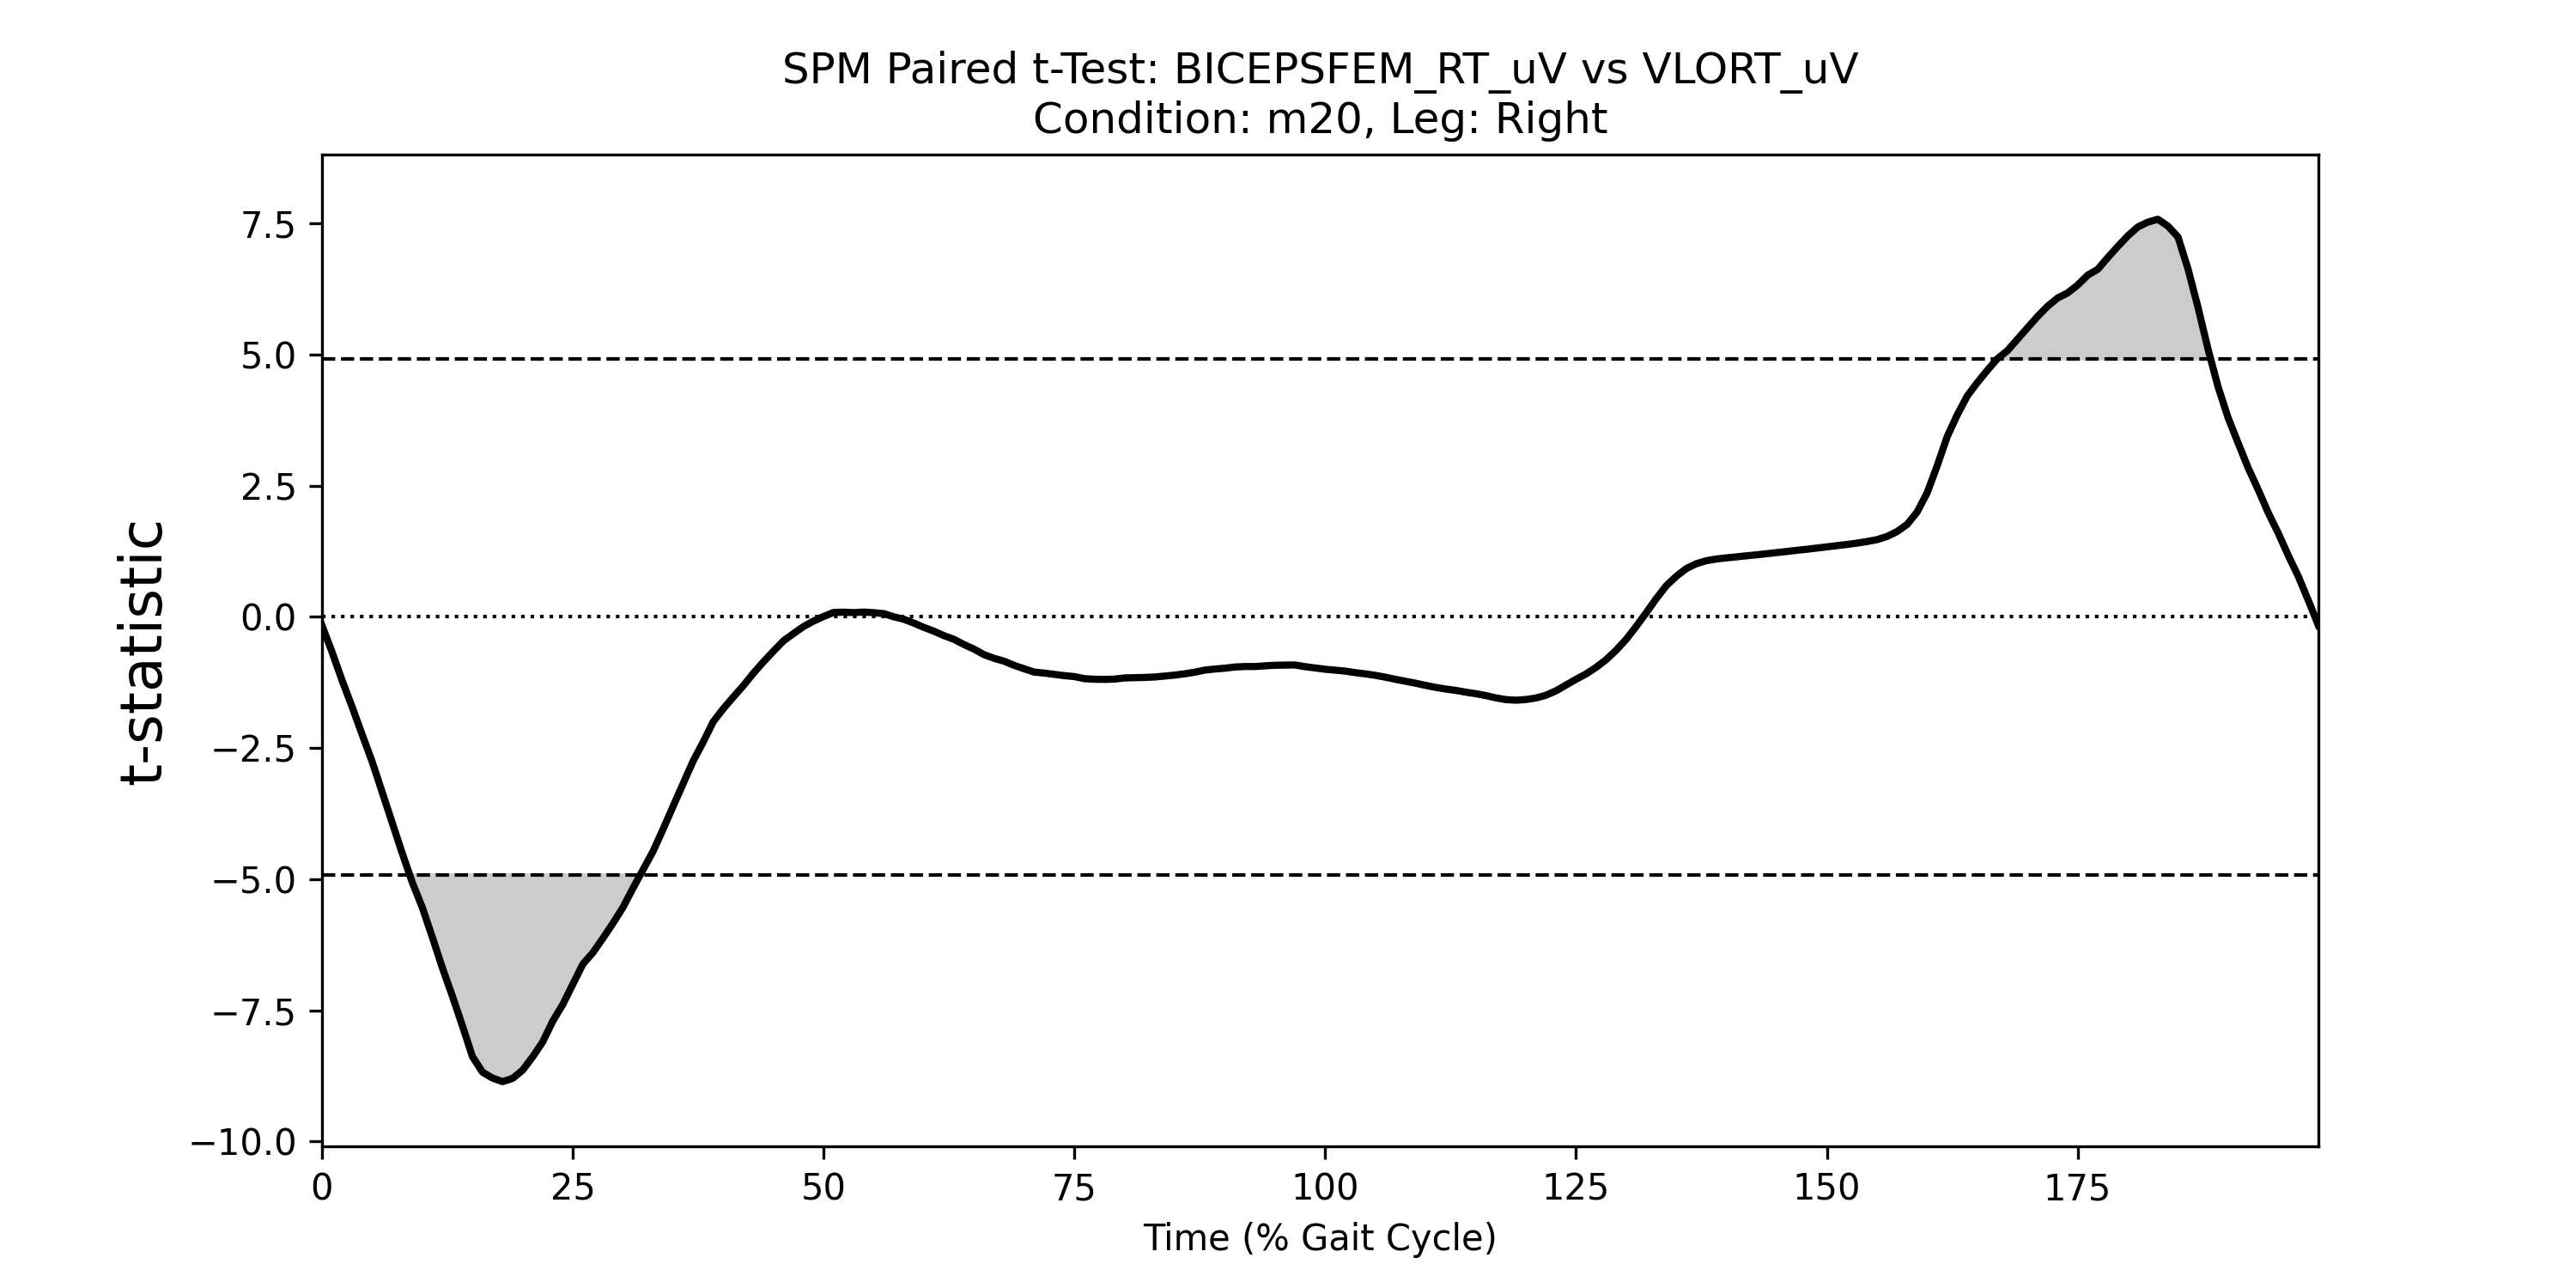 SPM Paired t-Test: BICEPSFEM_RT_uV vs VLORT_uV
Condition: m20, Leg: Right
7.5
5.0
2.5
0.0
−2.5
−5.0
−7.5
−10.0
t-statistic
0 25 50 75 100 125 150 175
Time (% Gait Cycle)